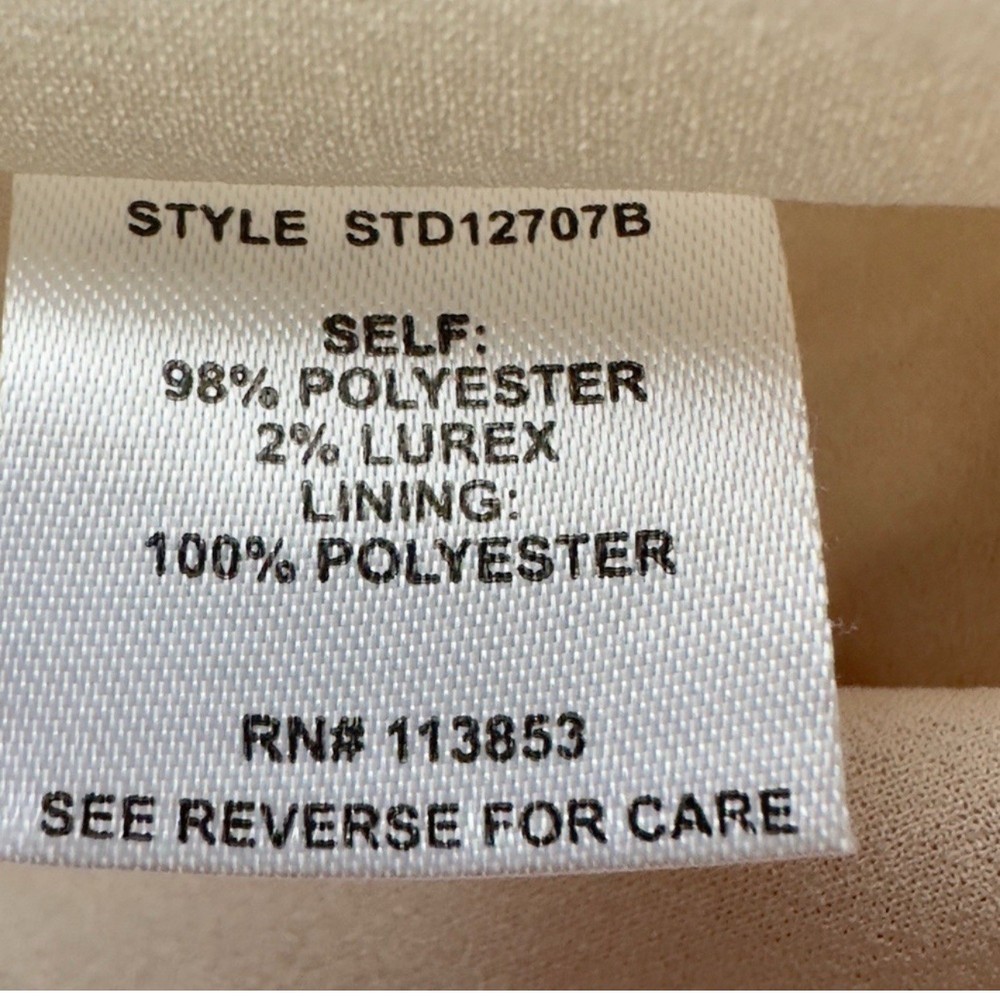 STYLE STD12707B
SELF:
98% POLYESTER
2% LUREX
LINING:
100% POLYESTER
RN# 113853
SEE REVERSE FOR CARE